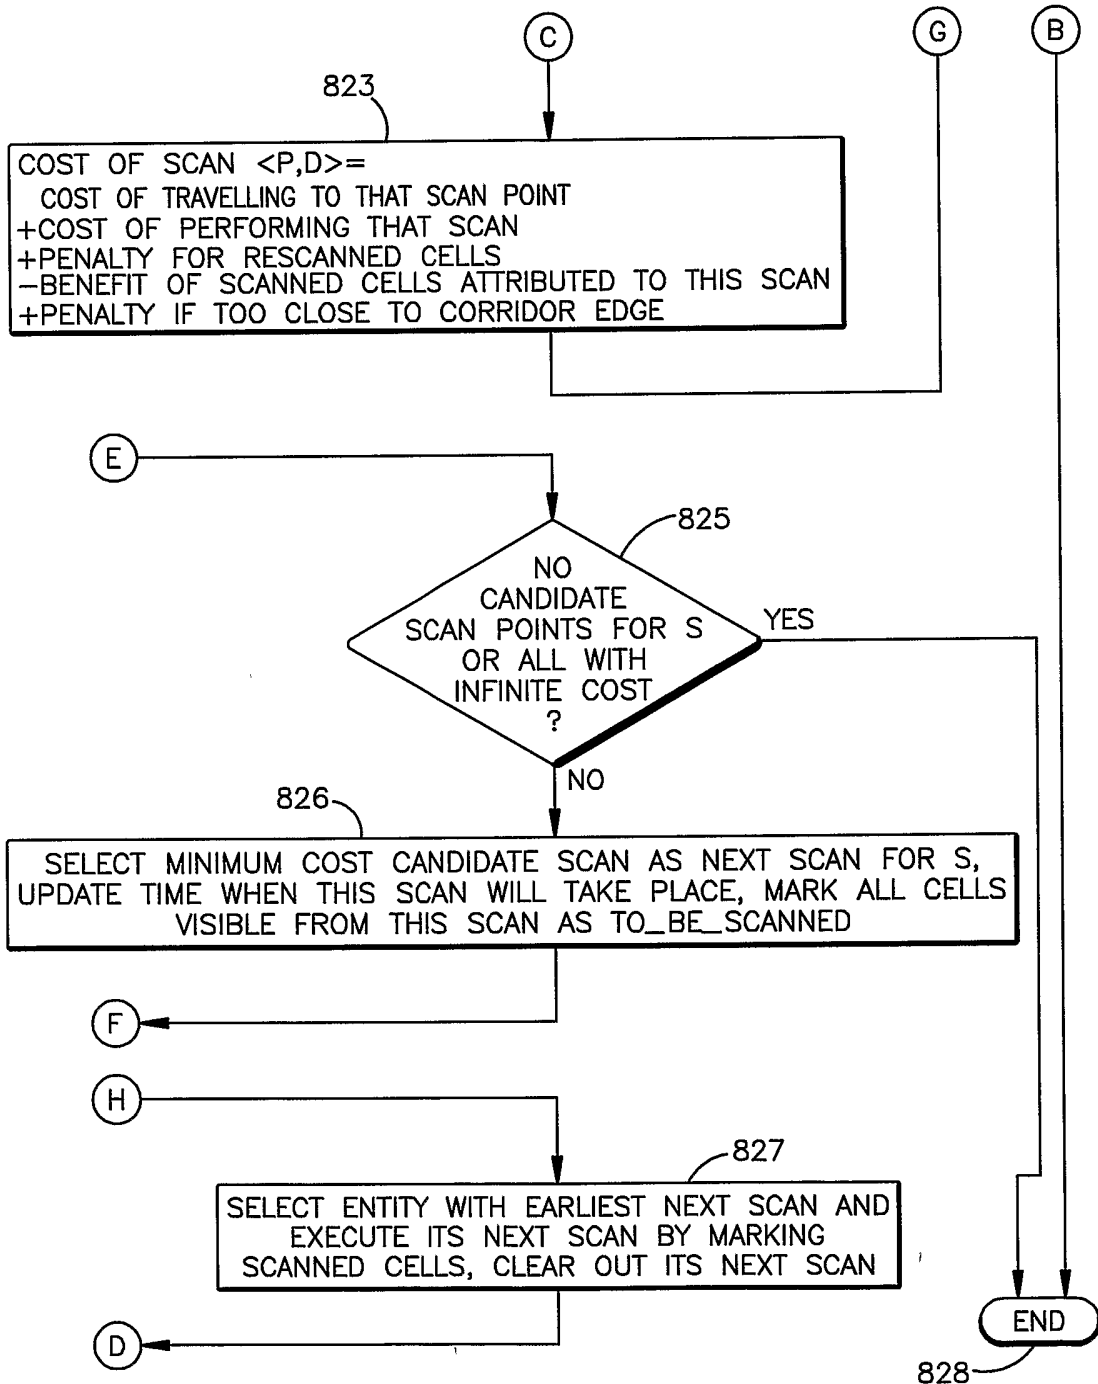 C
G
B
823
COST OF SCAN <P,D>=
COST OF TRAVELLING TO THAT SCAN POINT
+COST OF PERFORMING THAT SCAN
+PENALTY FOR RESCANNED CELLS
−BENEFIT OF SCANNED CELLS ATTRIBUTED TO THIS SCAN
+PENALTY IF TOO CLOSE TO CORRIDOR EDGE
E
825
NO
CANDIDATE
SCAN POINTS FOR S
OR ALL WITH
INFINITE COST
?
YES
NO
826
SELECT MINIMUM COST CANDIDATE SCAN AS NEXT SCAN FOR S,
UPDATE TIME WHEN THIS SCAN WILL TAKE PLACE, MARK ALL CELLS
VISIBLE FROM THIS SCAN AS TO_BE_SCANNED
F
H
827
SELECT ENTITY WITH EARLIEST NEXT SCAN AND
EXECUTE ITS NEXT SCAN BY MARKING
SCANNED CELLS, CLEAR OUT ITS NEXT SCAN
D
END
828